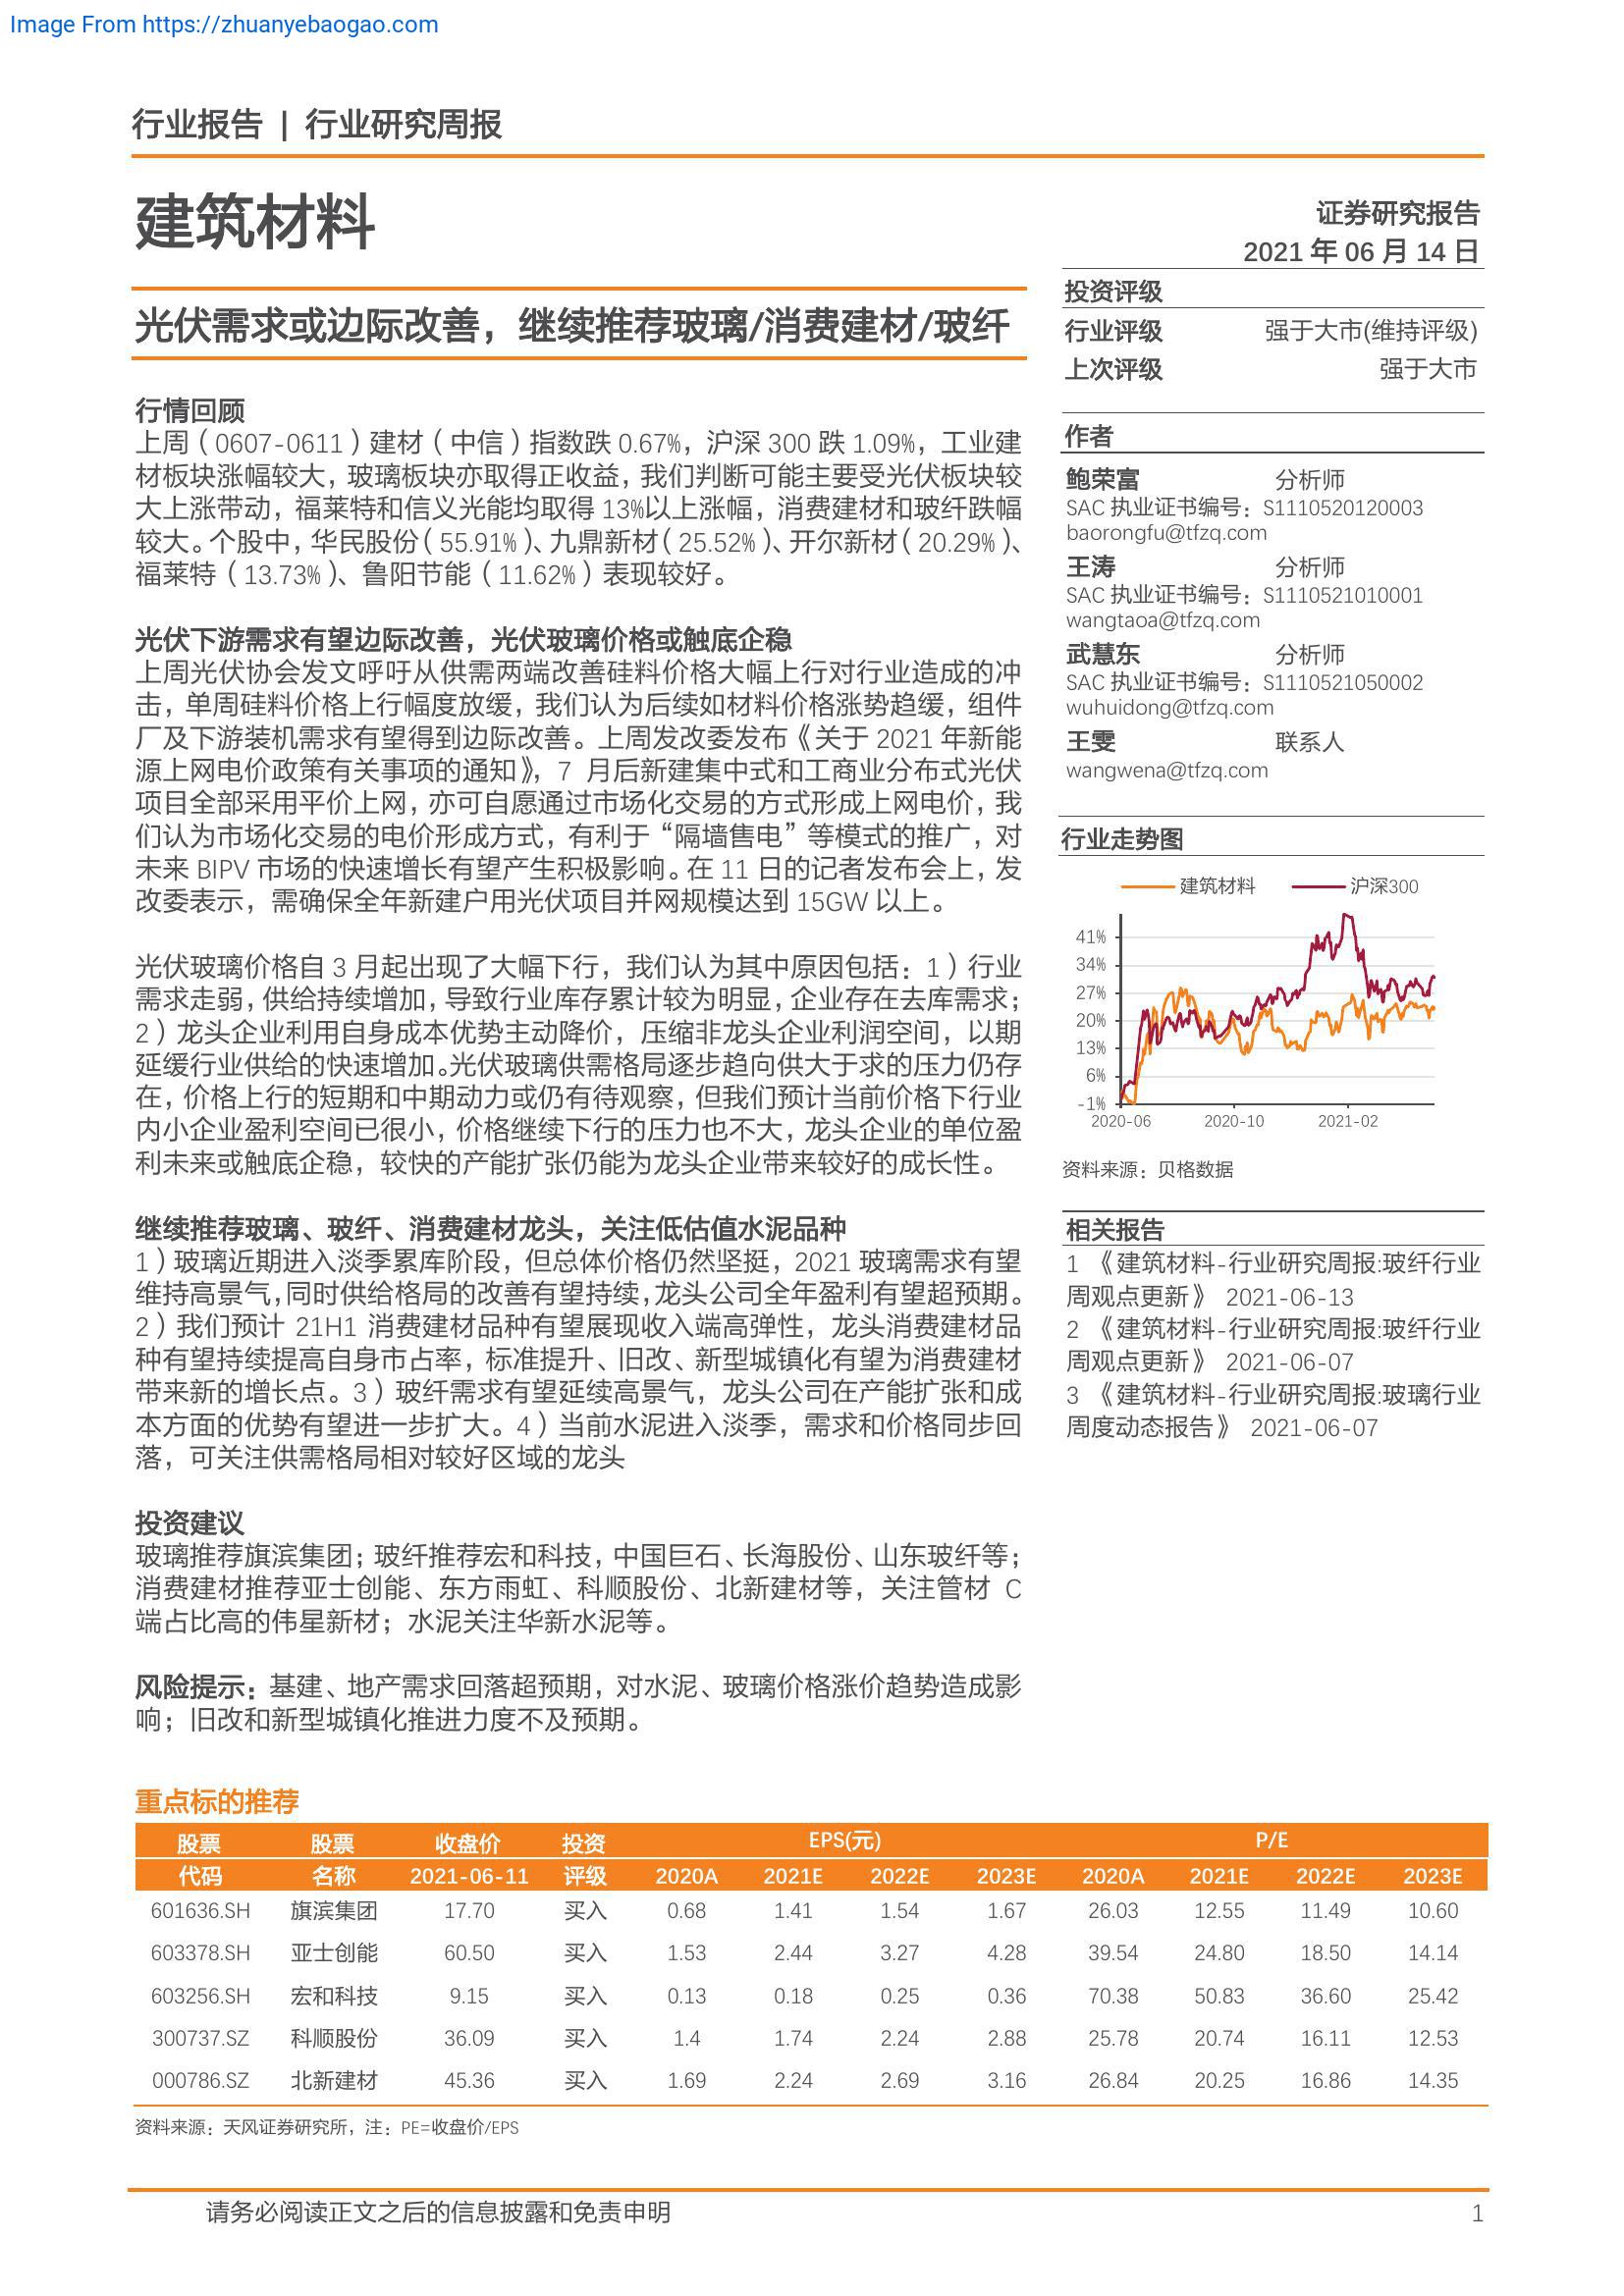 Image From https://zhuanyebaogao.com
行业报告 | 行业研究周报
建筑材料
证券研究报告
2021 年 06 月 14 日
光伏需求或边际改善，继续推荐玻璃/消费建材/玻纤
行情回顾
上周（0607-0611）建材（中信）指数跌 0.67%，沪深 300 跌 1.09%，工业建
材板块涨幅较大，玻璃板块亦取得正收益，我们判断可能主要受光伏板块较
大上涨带动，福莱特和信义光能均取得 13%以上涨幅，消费建材和玻纤跌幅
较大。个股中，华民股份（55.91%）、九鼎新材（25.52%）、开尔新材（20.29%）、
福莱特（13.73%）、鲁阳节能（11.62%）表现较好。
光伏下游需求有望边际改善，光伏玻璃价格或触底企稳
上周光伏协会发文呼吁从供需两端改善硅料价格大幅上行对行业造成的冲
击，单周硅料价格上行幅度放缓，我们认为后续如材料价格涨势趋缓，组件
厂及下游装机需求有望得到边际改善。上周发改委发布《关于 2021 年新能
源上网电价政策有关事项的通知》，7 月后新建集中式和工商业分布式光伏
项目全部采用平价上网，亦可自愿通过市场化交易的方式形成上网电价，我
们认为市场化交易的电价形成方式，有利于“隔墙售电”等模式的推广，对
未来 BIPV 市场的快速增长有望产生积极影响。在 11 日的记者发布会上，发
改委表示，需确保全年新建户用光伏项目并网规模达到 15GW 以上。
光伏玻璃价格自 3 月起出现了大幅下行，我们认为其中原因包括：1）行业
需求走弱，供给持续增加，导致行业库存累计较为明显，企业存在去库需求；
2）龙头企业利用自身成本优势主动降价，压缩非龙头企业利润空间，以期
延缓行业供给的快速增加。光伏玻璃供需格局逐步趋向供大于求的压力仍存
在，价格上行的短期和中期动力或仍有待观察，但我们预计当前价格下行业
内小企业盈利空间已很小，价格继续下行的压力也不大，龙头企业的单位盈
利未来或触底企稳，较快的产能扩张仍能为龙头企业带来较好的成长性。
继续推荐玻璃、玻纤、消费建材龙头，关注低估值水泥品种
1）玻璃近期进入淡季累库阶段，但总体价格仍然坚挺，2021 玻璃需求有望
维持高景气，同时供给格局的改善有望持续，龙头公司全年盈利有望超预期。
2）我们预计 21H1 消费建材品种有望展现收入端高弹性，龙头消费建材品
种有望持续提高自身市占率，标准提升、旧改、新型城镇化有望为消费建材
带来新的增长点。3）玻纤需求有望延续高景气，龙头公司在产能扩张和成
本方面的优势有望进一步扩大。4）当前水泥进入淡季，需求和价格同步回
落，可关注供需格局相对较好区域的龙头
投资建议
玻璃推荐旗滨集团；玻纤推荐宏和科技，中国巨石、长海股份、山东玻纤等；
消费建材推荐亚士创能、东方雨虹、科顺股份、北新建材等，关注管材 C
端占比高的伟星新材；水泥关注华新水泥等。
风险提示：基建、地产需求回落超预期，对水泥、玻璃价格涨价趋势造成影
响；旧改和新型城镇化推进力度不及预期。
投资评级
行业评级 强于大市(维持评级)
上次评级 强于大市
作者
鲍荣富 分析师
SAC 执业证书编号：S1110520120003
baorongfu@tfzq.com
王涛 分析师
SAC 执业证书编号：S1110521010001
wangtaoa@tfzq.com
武慧东 分析师
SAC 执业证书编号：S1110521050002
wuhuidong@tfzq.com
王雯 联系人
wangwena@tfzq.com
行业走势图
建筑材料 沪深300
41%
34%
27%
20%
13%
6%
-1%
2020-06 2020-10 2021-02
资料来源：贝格数据
相关报告
1 《建筑材料-行业研究周报:玻纤行业
周观点更新》 2021-06-13
2 《建筑材料-行业研究周报:玻纤行业
周观点更新》 2021-06-07
3 《建筑材料-行业研究周报:玻璃行业
周度动态报告》 2021-06-07
重点标的推荐
股票 股票 收盘价 投资 EPS(元) P/E
代码 名称 2021-06-11 评级 2020A 2021E 2022E 2023E 2020A 2021E 2022E 2023E
601636.SH 旗滨集团 17.70 买入 0.68 1.41 1.54 1.67 26.03 12.55 11.49 10.60
603378.SH 亚士创能 60.50 买入 1.53 2.44 3.27 4.28 39.54 24.80 18.50 14.14
603256.SH 宏和科技 9.15 买入 0.13 0.18 0.25 0.36 70.38 50.83 36.60 25.42
300737.SZ 科顺股份 36.09 买入 1.4 1.74 2.24 2.88 25.78 20.74 16.11 12.53
000786.SZ 北新建材 45.36 买入 1.69 2.24 2.69 3.16 26.84 20.25 16.86 14.35
资料来源：天风证券研究所，注：PE=收盘价/EPS
请务必阅读正文之后的信息披露和免责申明 1